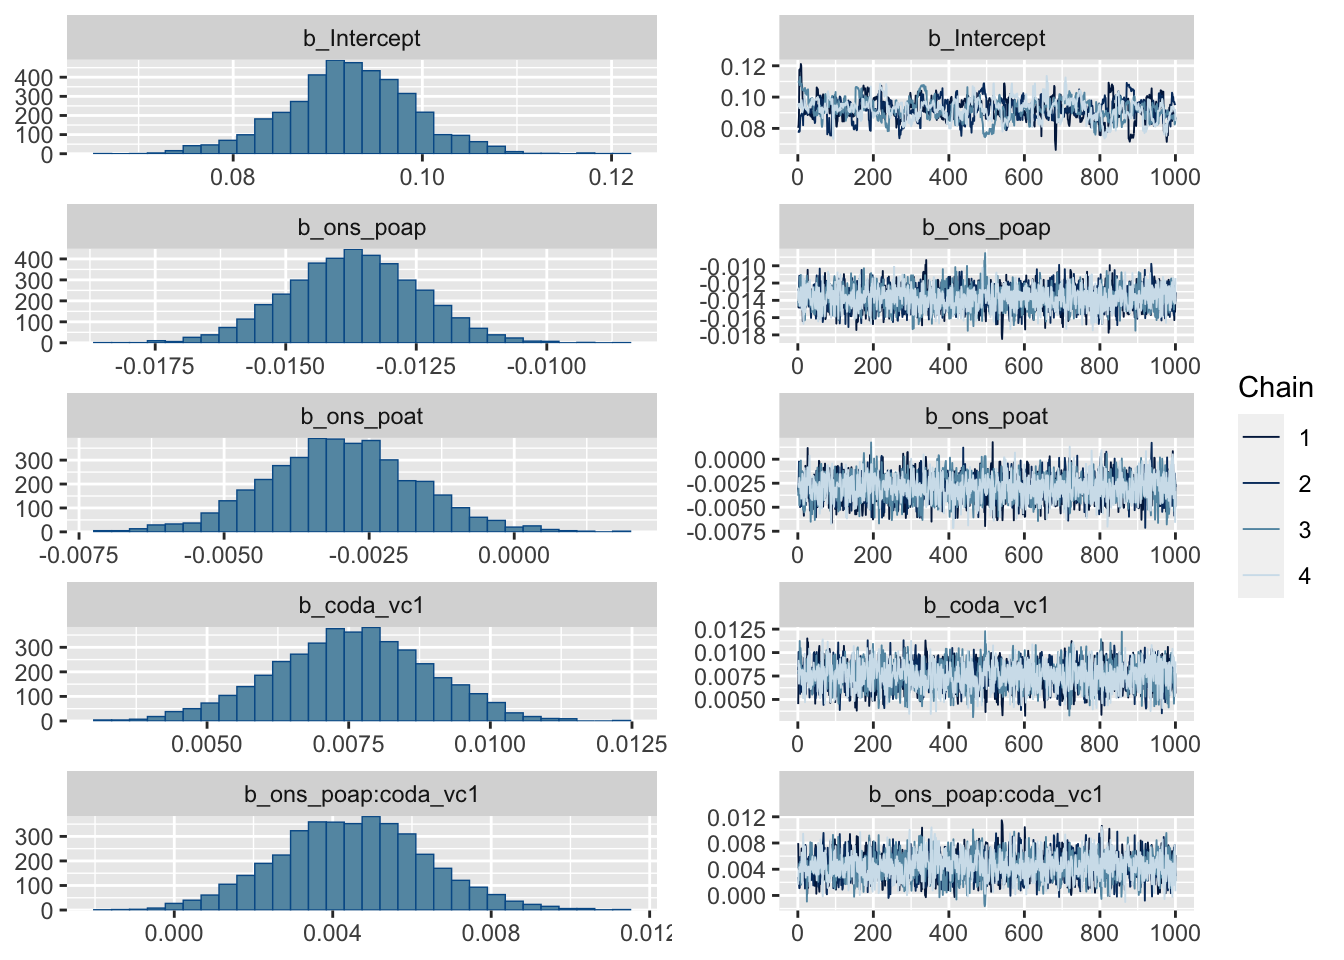 b_Intercept
400
300
200
100
0
0.08 0.10 0.12
b_Intercept
0.12
0.10
0.08
0 200 400 600 800 1000
b_ons_poap
400
300
200
100
0
-0.0175 -0.0150 -0.0125 -0.0100
b_ons_poap
-0.010
-0.012
-0.014
-0.016
-0.018
0 200 400 600 800 1000
b_ons_poat
300
200
100
0
-0.0075 -0.0050 -0.0025 0.0000
b_ons_poat
0.0000
-0.0025
-0.0050
-0.0075
0 200 400 600 800 1000
b_coda_vc1
300
200
100
0
0.0050 0.0075 0.0100 0.0125
b_coda_vc1
0.0125
0.0100
0.0075
0.0050
0 200 400 600 800 1000
b_ons_poap:coda_vc1
300
200
100
0
0.000 0.004 0.008 0.012
b_ons_poap:coda_vc1
0.012
0.008
0.004
0.000
0 200 400 600 800 1000
Chain
1
2
3
4